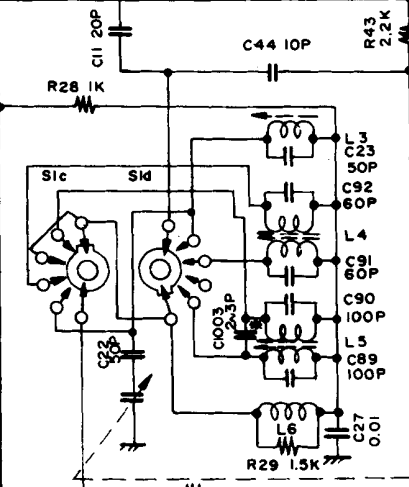 C11 20P
C44 10P
R43
2.2K
R28 1K
L3
C23
50P
S1c
S1d
C92
60P
L4
C91
60P
C90
100P
C1003
2~3P
L5
C89
100P
C22
50P
L6
R29 1.5K
C27
0.01